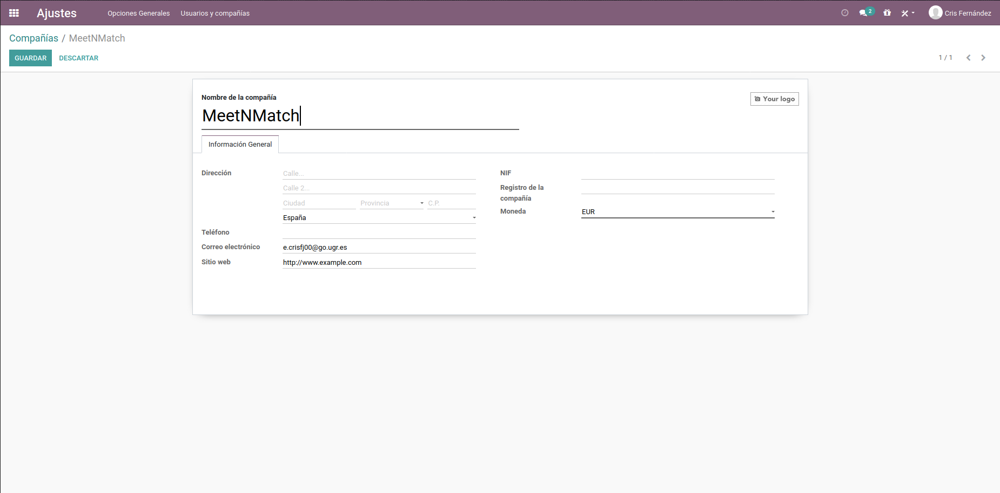 Ajustes Opciones Generales Usuarios y compañías 2 Cris Fernández
Compañías / MeetNMatch
GUARDAR DESCARTAR 1 / 1
Nombre de la compañía
Your logo
MeetNMatch
Información General
Dirección Calle...
Calle 2...
Ciudad Provincia C.P.
España
Teléfono
Correo electrónico e.crisfj00@go.ugr.es
Sitio web http://www.example.com
NIF
Registro de la
compañía
Moneda EUR